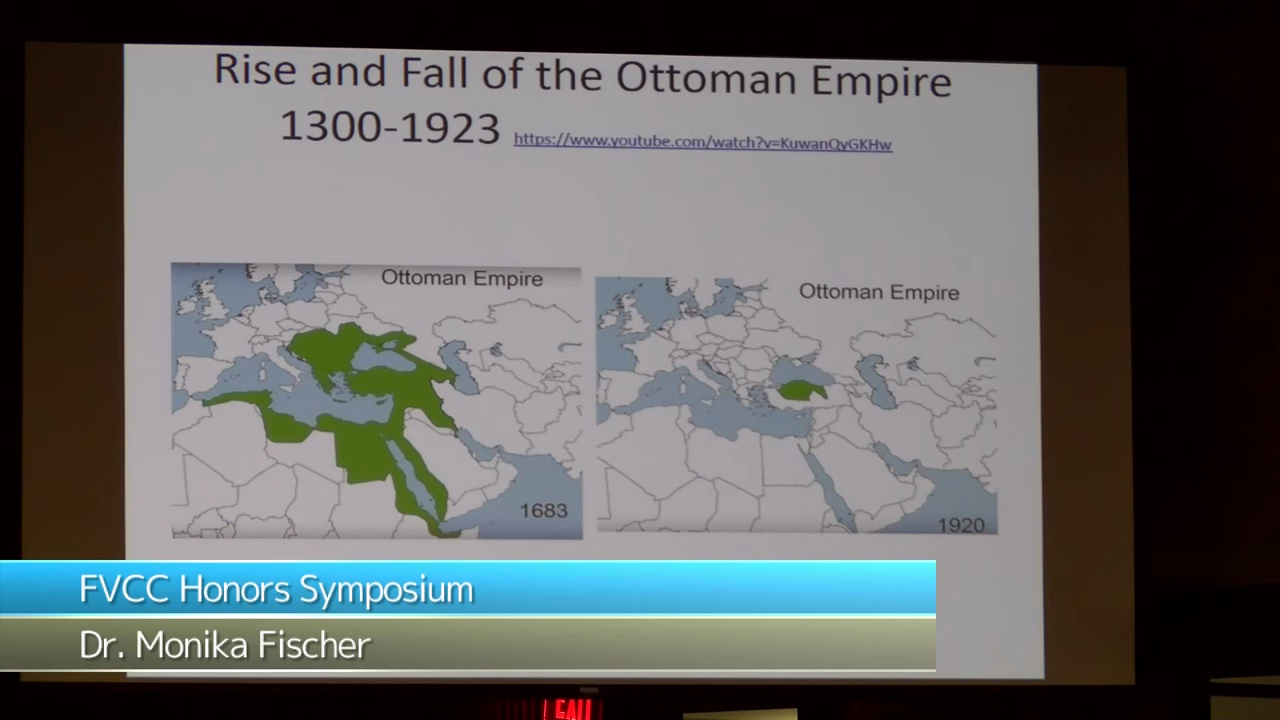 Rise and Fall of the Ottoman Empire
1300-1923 https://www.youtube.com/watch?v=KuwanQyGKHw
Ottoman Empire
1683
Ottoman Empire
1920
FVCC Honors Symposium
Dr. Monika Fischer